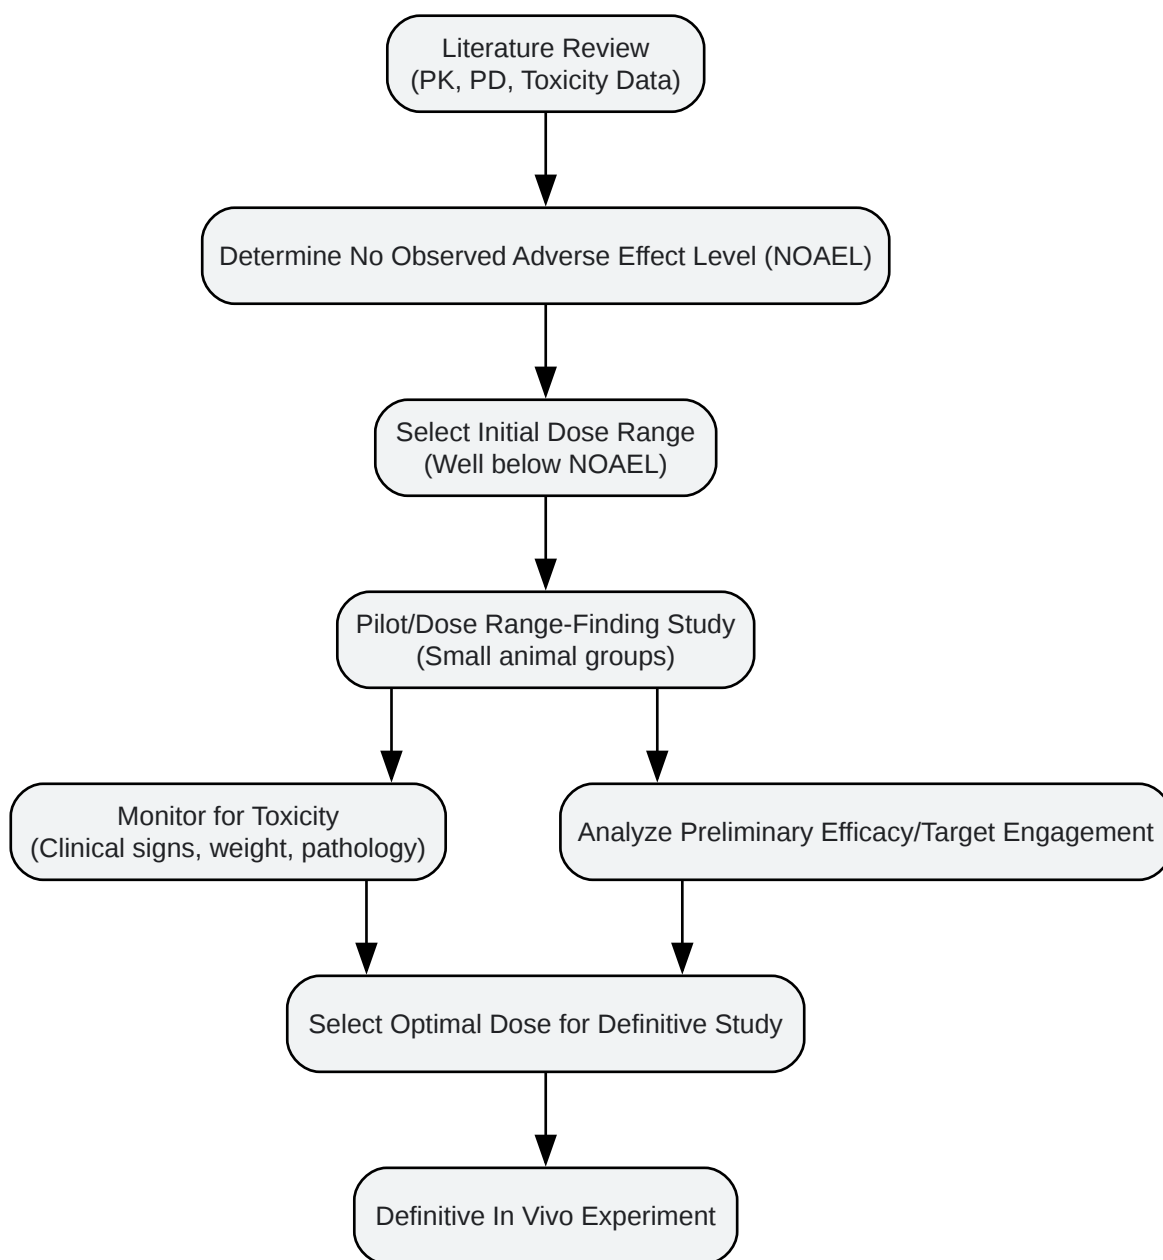 Literature Review
(PK, PD, Toxicity Data)
Determine No Observed Adverse Effect Level (NOAEL)
Select Initial Dose Range
(Well below NOAEL)
Pilot/Dose Range-Finding Study
(Small animal groups)
Monitor for Toxicity
(Clinical signs, weight, pathology)
Analyze Preliminary Efficacy/Target Engagement
Select Optimal Dose for Definitive Study
Definitive In Vivo Experiment